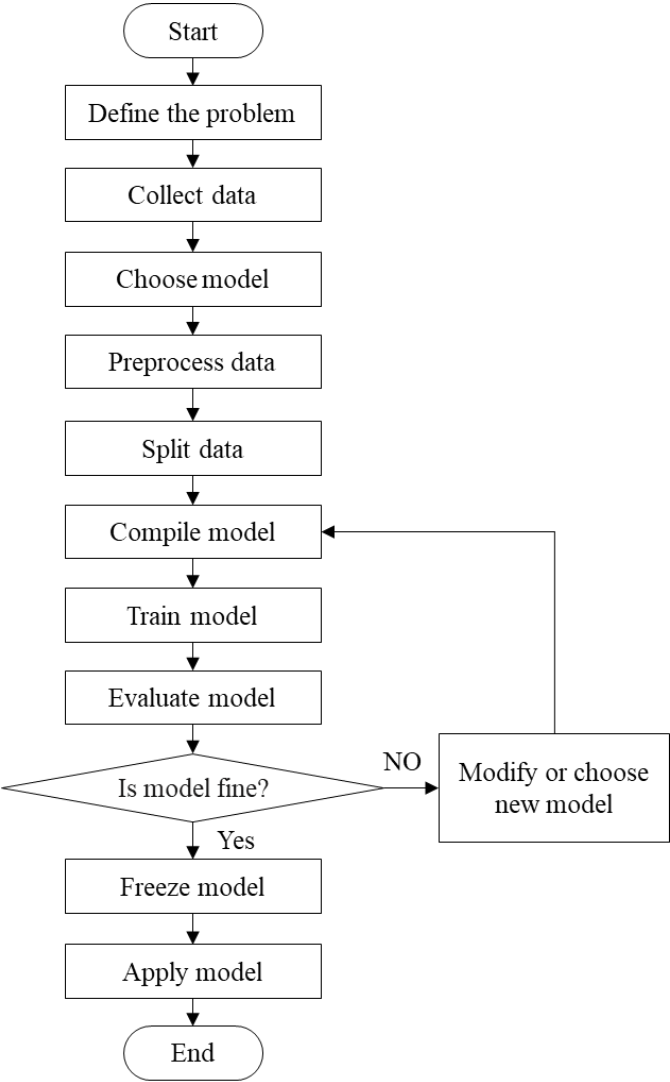 Start
Define the problem
Collect data
Choose model
Preprocess data
Split data
Compile model
Train model
Evaluate model
Is model fine?
NO
Modify or choose
new model
Yes
Freeze model
Apply model
End